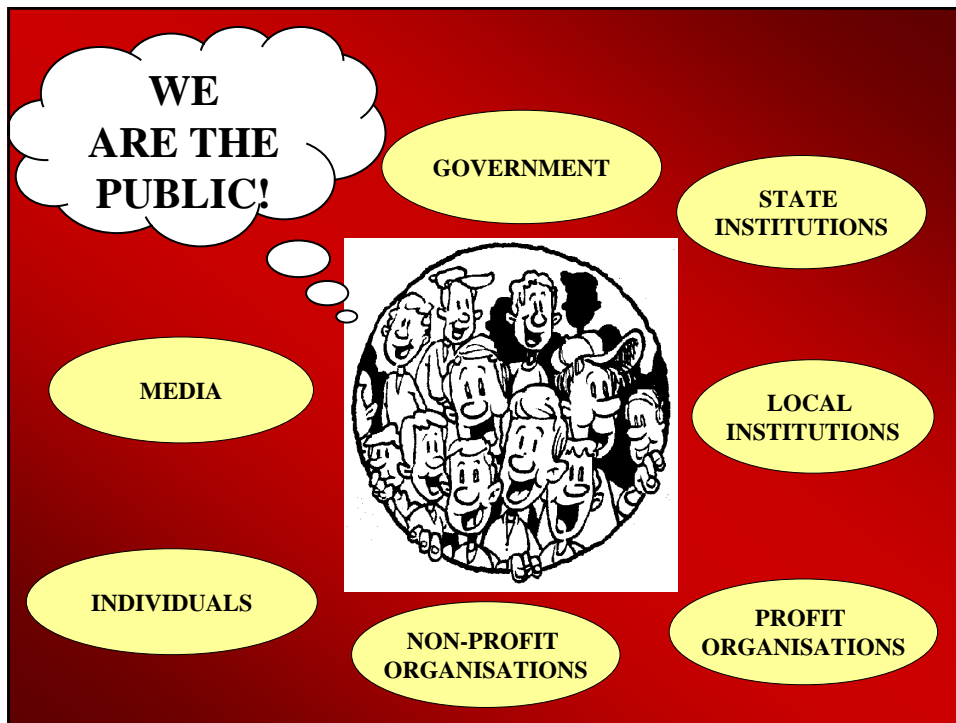 WE
ARE THE
PUBLIC!
GOVERNMENT
STATE
INSTITUTIONS
MEDIA
LOCAL
INSTITUTIONS
INDIVIDUALS
NON-PROFIT
ORGANISATIONS
PROFIT
ORGANISATIONS